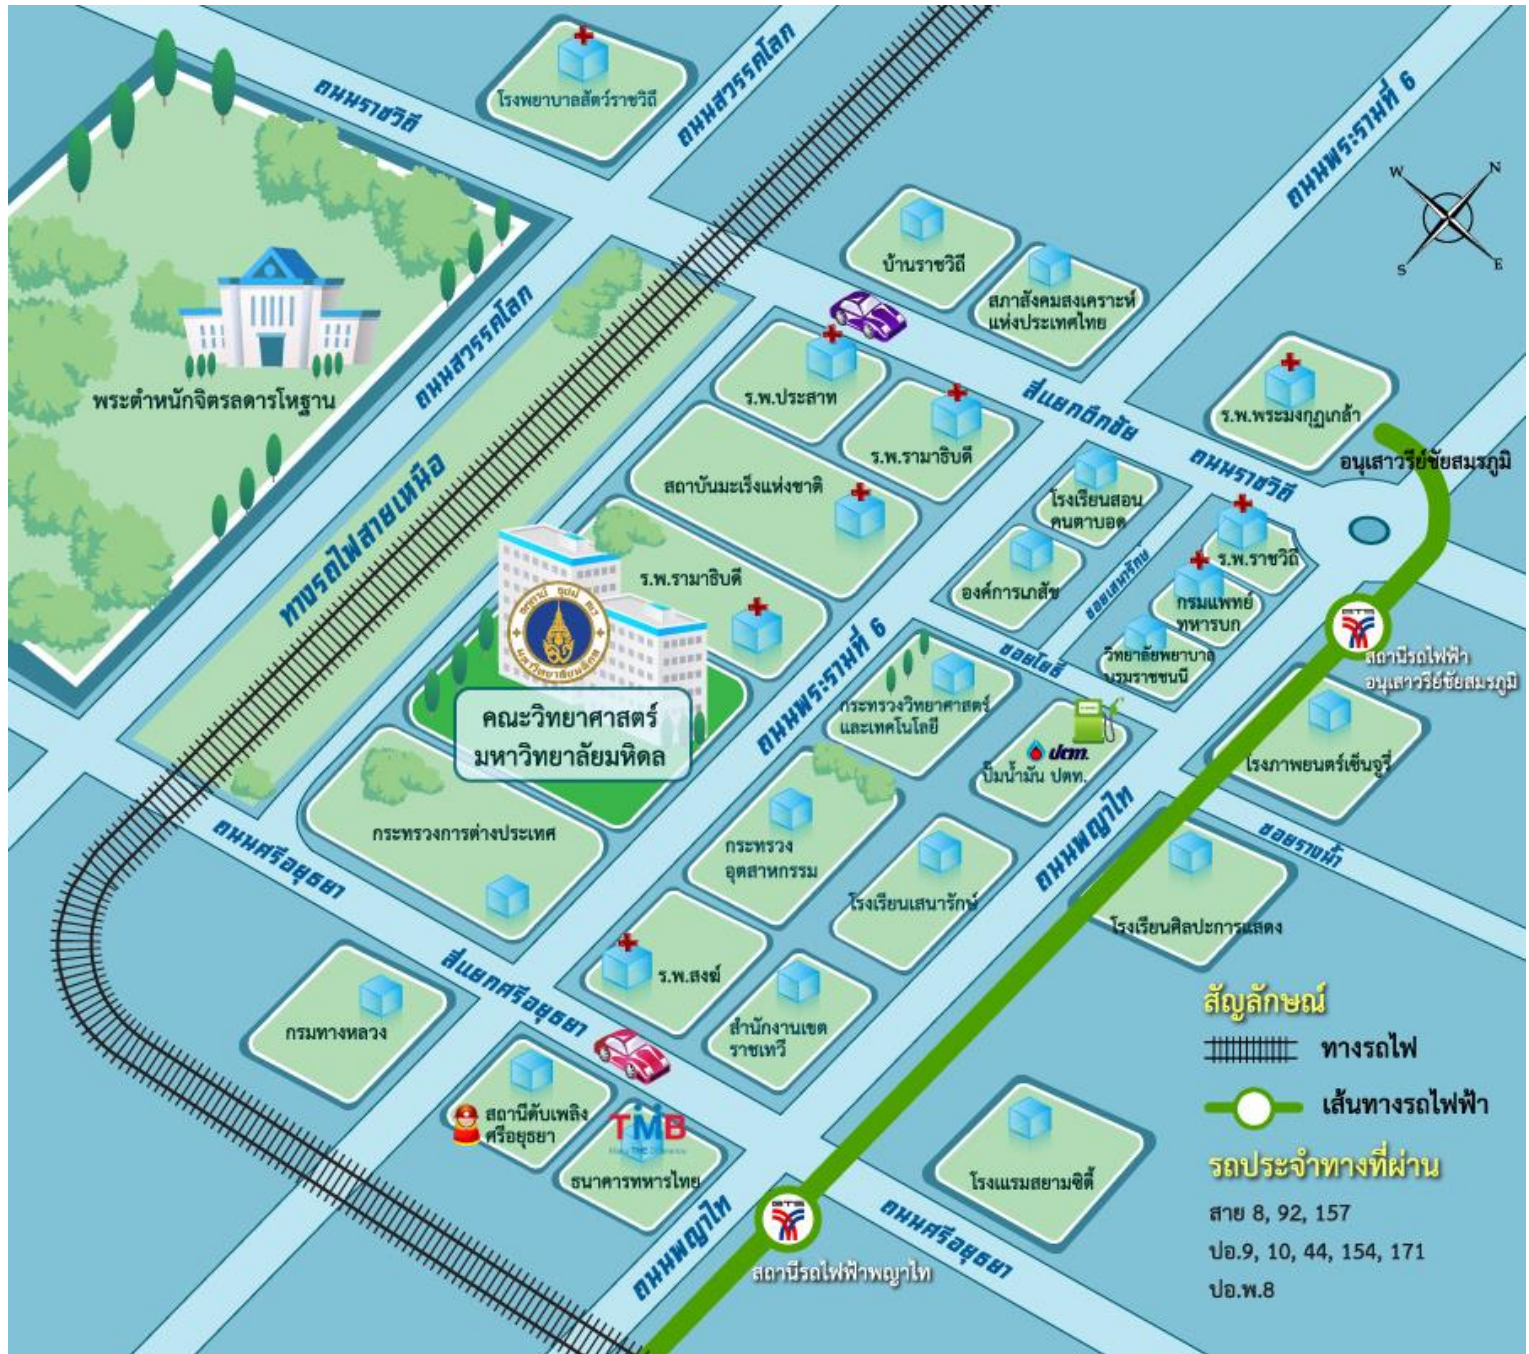 ถนนราชวิถี
โรงพยาบาลสัตว์ราชวิถี
ถนนสวรรคโลก
ถนนพระรามที่ 6
W
N
S
E
บ้านราชวิถี
สภาสังคมสงเคราะห์
แห่งประเทศไทย
ถนนสวรรคโลก
พระตำหนักจิตรลดารโหฐาน
ร.พ.ประสาท
ร.พ.รามาธิบดี
สี่แยกตึกชัย
ร.พ.พระมงกุฎเกล้า
ถนนราชวิถี
อนุเสาวรีย์ชัยสมรภูมิ
ทางรถไฟสายเหนือ
สถาบันมะเร็งแห่งชาติ
โรงเรียนสอน
คนตาบอด
ร.พ.ราชวิถี
ร.พ.รามาธิบดี
องค์การเภสัช
ซอยเสนารักษ์
กรมแพทย์
ทหารบก
BTS
สถานีรถไฟฟ้า
อนุเสาวรีย์ชัยสมรภูมิ
มหาวิทยาลัยมหิดล
คณะวิทยาศาสตร์
มหาวิทยาลัยมหิดล
ถนนพระรามที่ 6
ซอยโยธี
วิทยาลัยพยาบาล
บรมราชชนนี
กระทรวงวิทยาศาสตร์
และเทคโนโลยี
ปตท.
ปั๊มน้ำมัน ปตท.
โรงภาพยนตร์เซ็นจูรี่
ถนนพญาไท
ซอยรางน้ำ
ถนนศรีอยุธยา
กระทรวงการต่างประเทศ
กระทรวง
อุตสาหกรรม
โรงเรียนเสนารักษ์
โรงเรียนศิลปะการแสดง
สี่แยกศรีอยุธยา
ร.พ.สงฆ์
กรมทางหลวง
สำนักงานเขต
ราชเทวี
สถานีดับเพลิง
ศรีอยุธยา
TMB
ธนาคารทหารไทย
โรงแรมสยามซิตี้
BTS
สถานีรถไฟฟ้าพญาไท
ถนนพญาไท
ถนนศรีอยุธยา
สัญลักษณ์
ทางรถไฟ
เส้นทางรถไฟฟ้า
รถประจำทางที่ผ่าน
สาย 8, 92, 157
ปอ.9, 10, 44, 154, 171
ปอ.พ.8